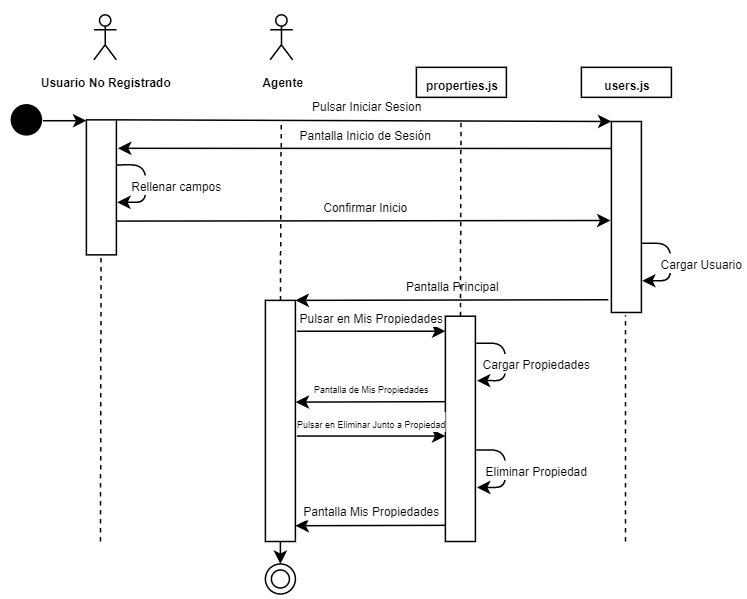 Usuario No Registrado
Agente
properties.js
users.js
Pulsar Iniciar Sesion
Pantalla Inicio de Sesión
Rellenar campos
Confirmar Inicio
Cargar Usuario
Pantalla Principal
Pulsar en Mis Propiedades
Cargar Propiedades
Pantalla de Mis Propiedades
Pulsar en Eliminar Junto a Propiedad
Eliminar Propiedad
Pantalla Mis Propiedades